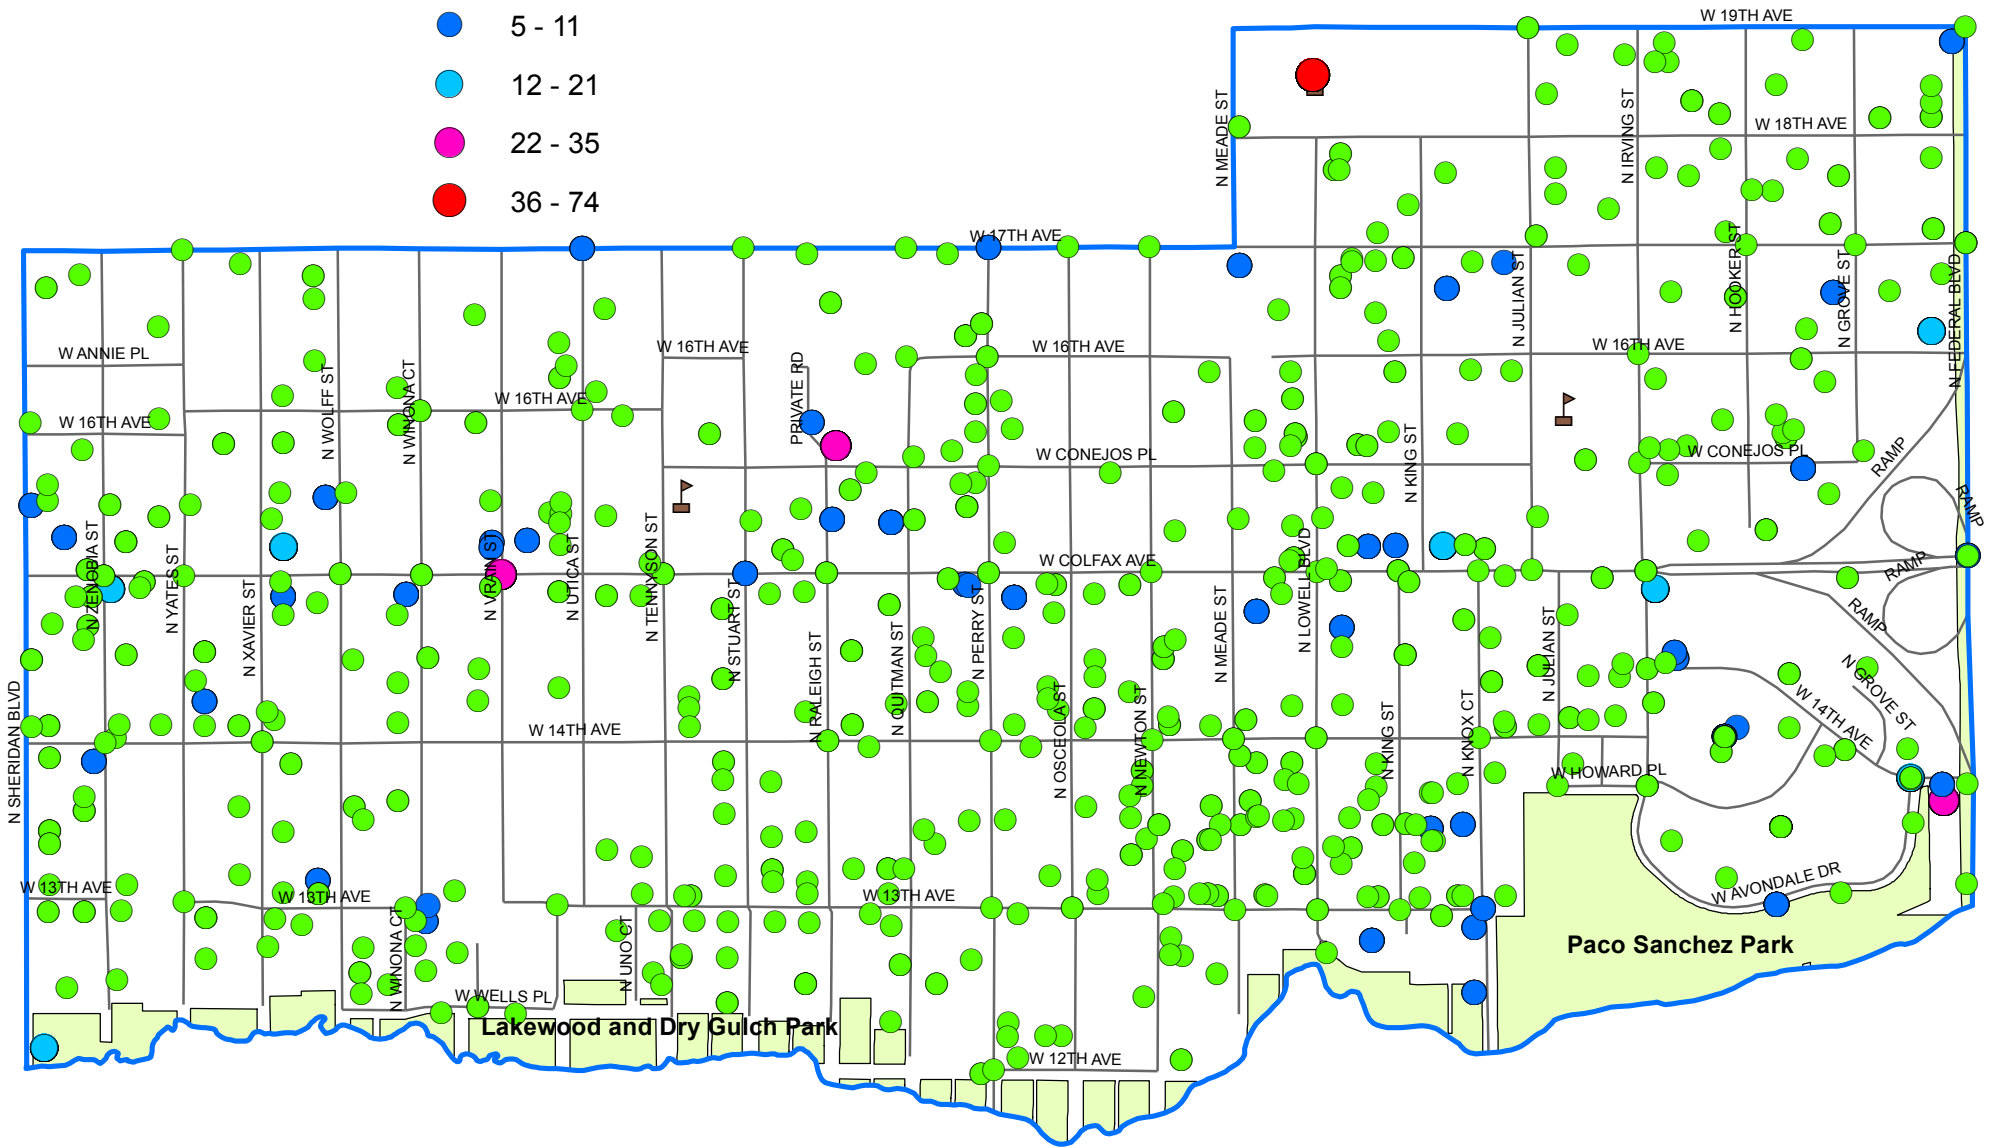 5 - 11
12 - 21
22 - 35
36 - 74
W 19TH AVE
N MEADE ST
N IRVING ST
W 18TH AVE
W 17TH AVE
N HOOKER ST
N GROVE ST
N JULIAN ST
N FEDERAL BLVD
W ANNIE PL
W 16TH AVE
W 16TH AVE
W 16TH AVE
W 16TH AVE
W 16TH AVE
N WOLFF ST
N WINONA CT
PRIVATE RD
W CONEJOS PL
W CONEJOS PL
N KING ST
RAMP
RAMP
RAMP
RAMP
N ZENOBIA ST
N YATES ST
N XAVIER ST
N VRAIN ST
N UTICA ST
N TENNYSON ST
N STUART ST
N RALEIGH ST
N QUITMAN ST
N PERRY ST
W COLFAX AVE
N OSCEOLA ST
N NEWTON ST
N MEADE ST
N LOWELL BLVD
N KING ST
N KNOX CT
N JULIAN ST
N GROVE ST
W 14TH AVE
N SHERIDAN BLVD
W 14TH AVE
W HOWARD PL
W 13TH AVE
W 13TH AVE
W 13TH AVE
W AVONDALE DR
N WINONA CT
N UNO CT
W WELLS PL
Paco Sanchez Park
Lakewood and Dry Gulch Park
W 12TH AVE